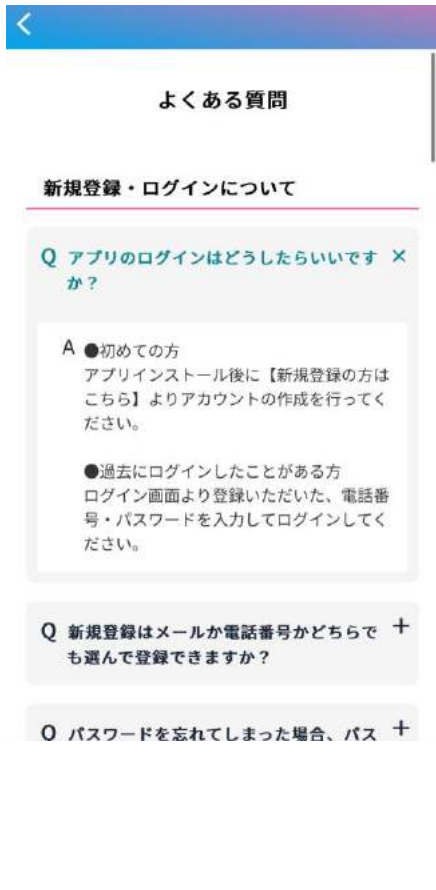 よくある質問
新規登録・ログインについて
Q アプリのログインはどうしたらいいです
か？
A ●初めての方
アプリインストール後に【新規登録の方は
こちら】よりアカウントの作成を行ってく
ださい。
●過去にログインしたことがある方
ログイン画面より登録いただいた、電話番
号・パスワードを入力してログインしてく
ださい。
Q 新規登録はメールか電話番号かどちらで
も選んで登録できますか？
Q パスワードを忘れてしまった場合、パス